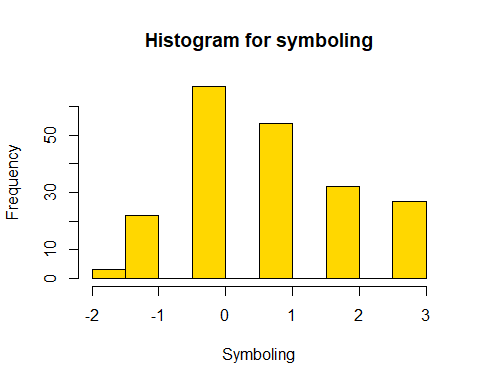 Histogram for symboling
Frequency
50
30
10
0
-2 -1 0 1 2 3
Symboling